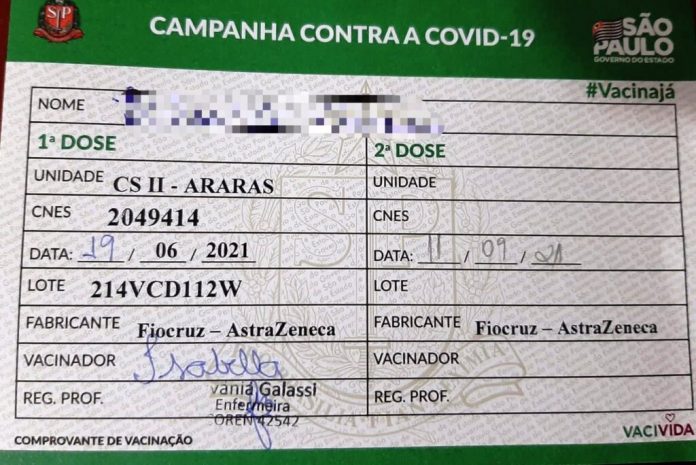 SP
CAMPANHA CONTRA A COVID-19
SÃO PAULO
GOVERNO DO ESTADO
#Vacinajá
NOME
1ª DOSE
UNIDADE CS II - ARARAS
CNES 2049414
DATA: 19 / 06 / 2021
LOTE 214VCD112W
FABRICANTE Fiocruz – AstraZeneca
VACINADOR Isabella
REG. PROF. vania Galassi
Enfermeira
COREN 42542
2ª DOSE
UNIDADE
CNES
DATA: 11 / 09 / 21
LOTE
FABRICANTE Fiocruz – AstraZeneca
VACINADOR
REG. PROF.
COMPROVANTE DE VACINAÇÃO
VACIVIDA